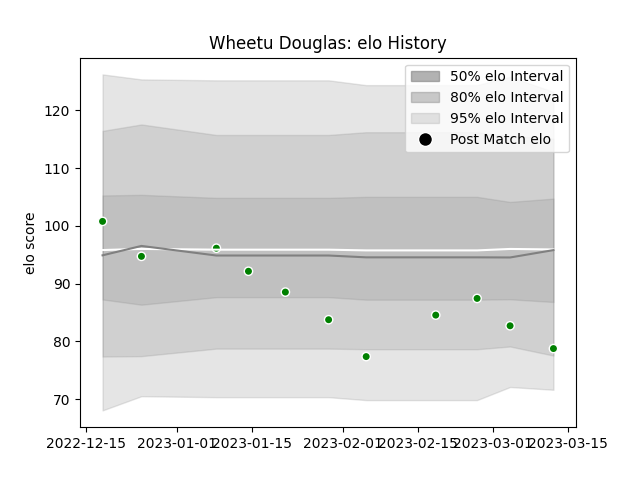 Wheetu Douglas: elo History
50% elo Interval
80% elo Interval
95% elo Interval
Post Match elo
elo score
120
110
100
90
80
70
2022-12-15 2023-01-01 2023-01-15 2023-02-01 2023-02-15 2023-03-01 2023-03-15